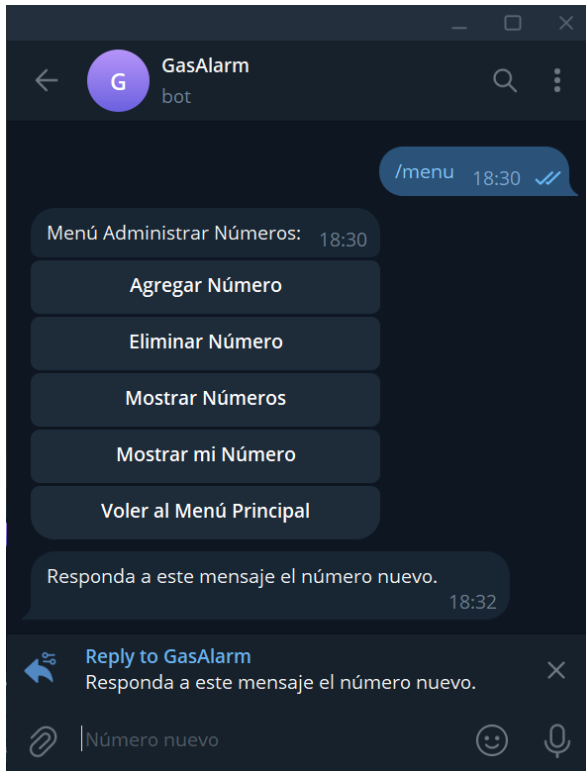 G
GasAlarm
bot
/menu 18:30
Menú Administrar Números: 18:30
Agregar Número
Eliminar Número
Mostrar Números
Mostrar mi Número
Voler al Menú Principal
Responda a este mensaje el número nuevo.
18:32
Reply to GasAlarm
Responda a este mensaje el número nuevo.
Número nuevo